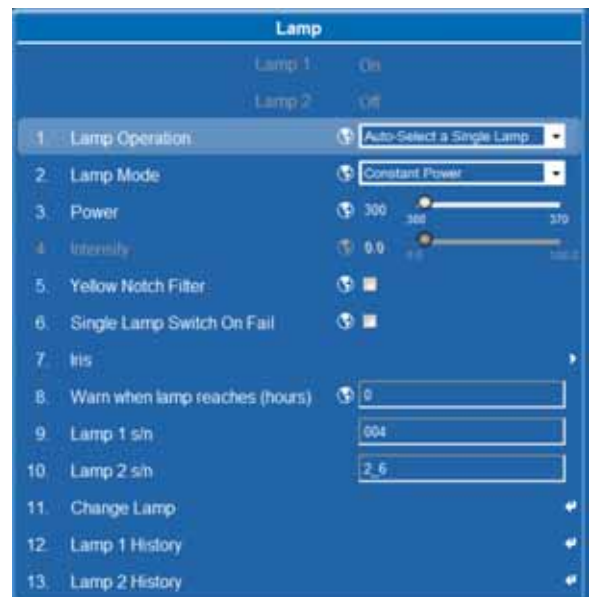 Lamp
Lamp 1 On
Lamp 2 Off
1. Lamp Operation Auto-Select a Single Lamp
2. Lamp Mode Constant Power
3. Power 300 300 370
4. Intensity 0.0 0.0 100.0
5. Yellow Notch Filter
6. Single Lamp Switch On Fail
7. Iris
8. Warn when lamp reaches (hours) 0
9. Lamp 1 s/n 004
10. Lamp 2 s/n 2_6
11. Change Lamp
12. Lamp 1 History
13. Lamp 2 History